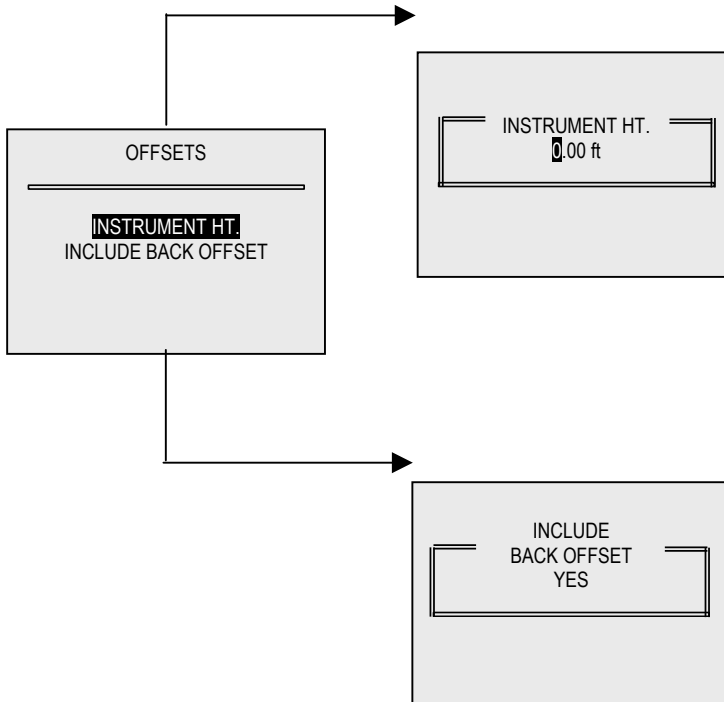 OFFSETS
INSTRUMENT HT.
INCLUDE BACK OFFSET
INSTRUMENT HT.
0.00 ft
INCLUDE
BACK OFFSET
YES